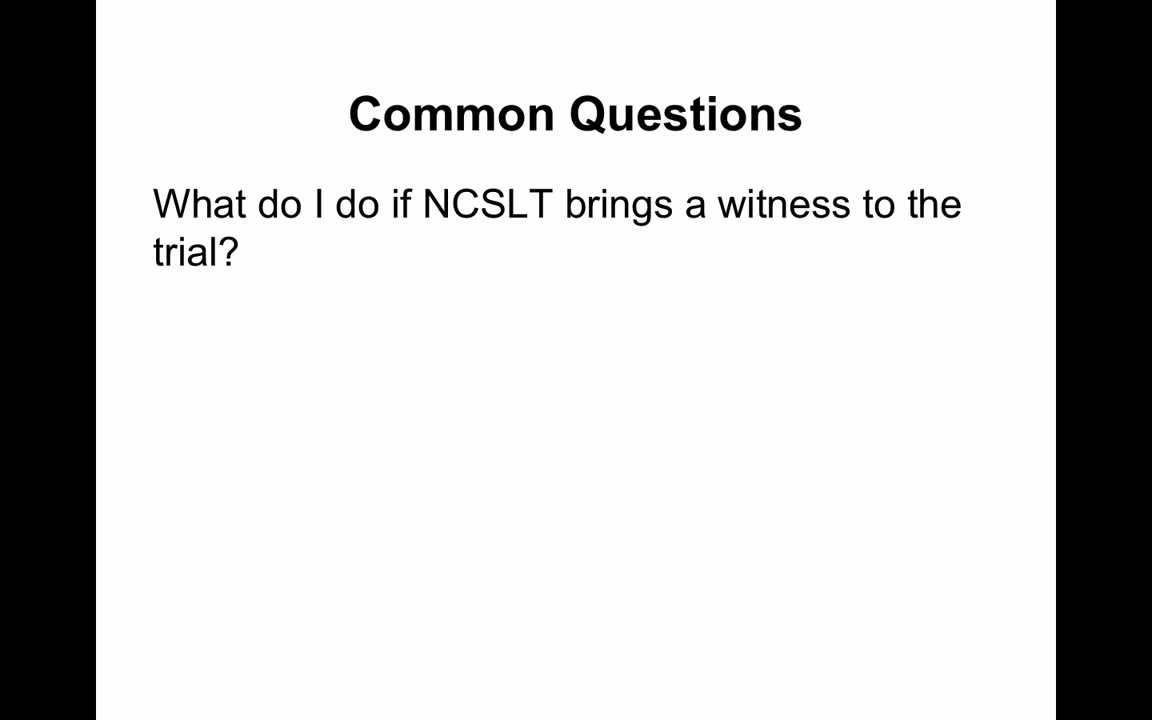 Common Questions
What do I do if NCSLT brings a witness to the
trial?